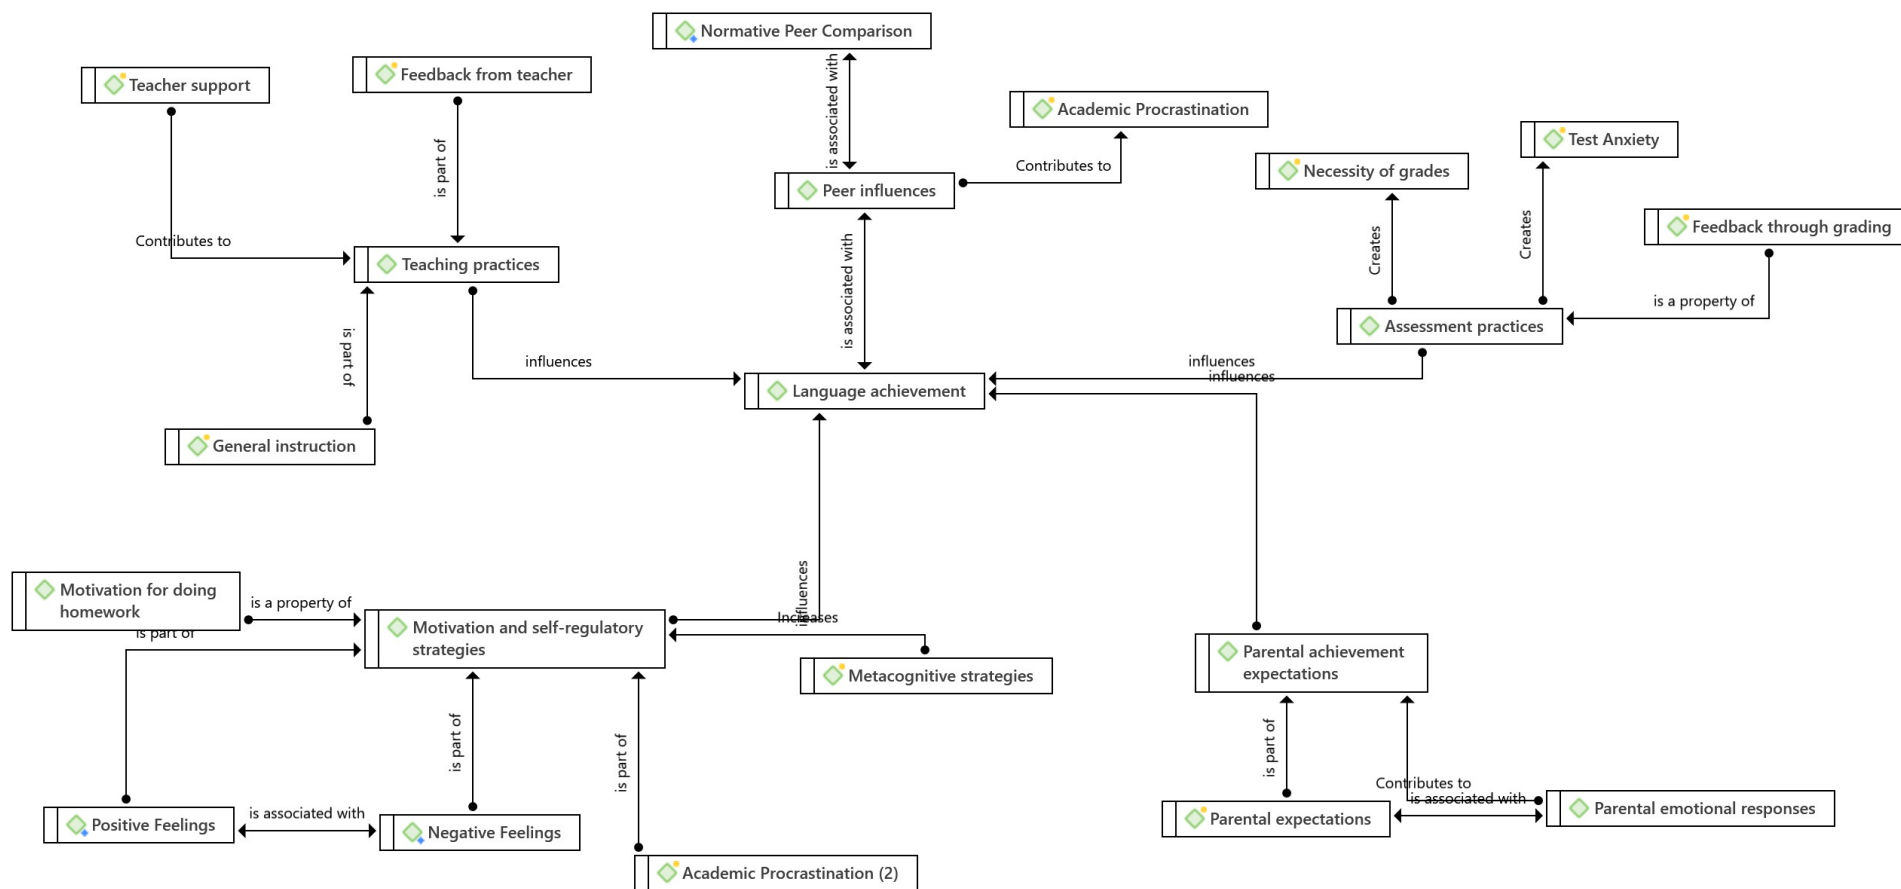 Normative Peer Comparison
Teacher support
Feedback from teacher
is associated with
Academic Procrastination
Test Anxiety
Contributes to
Necessity of grades
is part of
Peer influences
Feedback through grading
Contributes to
Teaching practices
is associated with
Creates
Creates
is a property of
Assessment practices
is part of
influences
influences
influences
Language achievement
General instruction
Motivation for doing
homework
is a property of
is part of
influences
Increases
Motivation and self-regulatory
strategies
Metacognitive strategies
Parental achievement
expectations
is part of
is part of
is part of
Contributes to
is associated with
Positive Feelings
is associated with
Negative Feelings
Parental expectations
Parental emotional responses
Academic Procrastination (2)